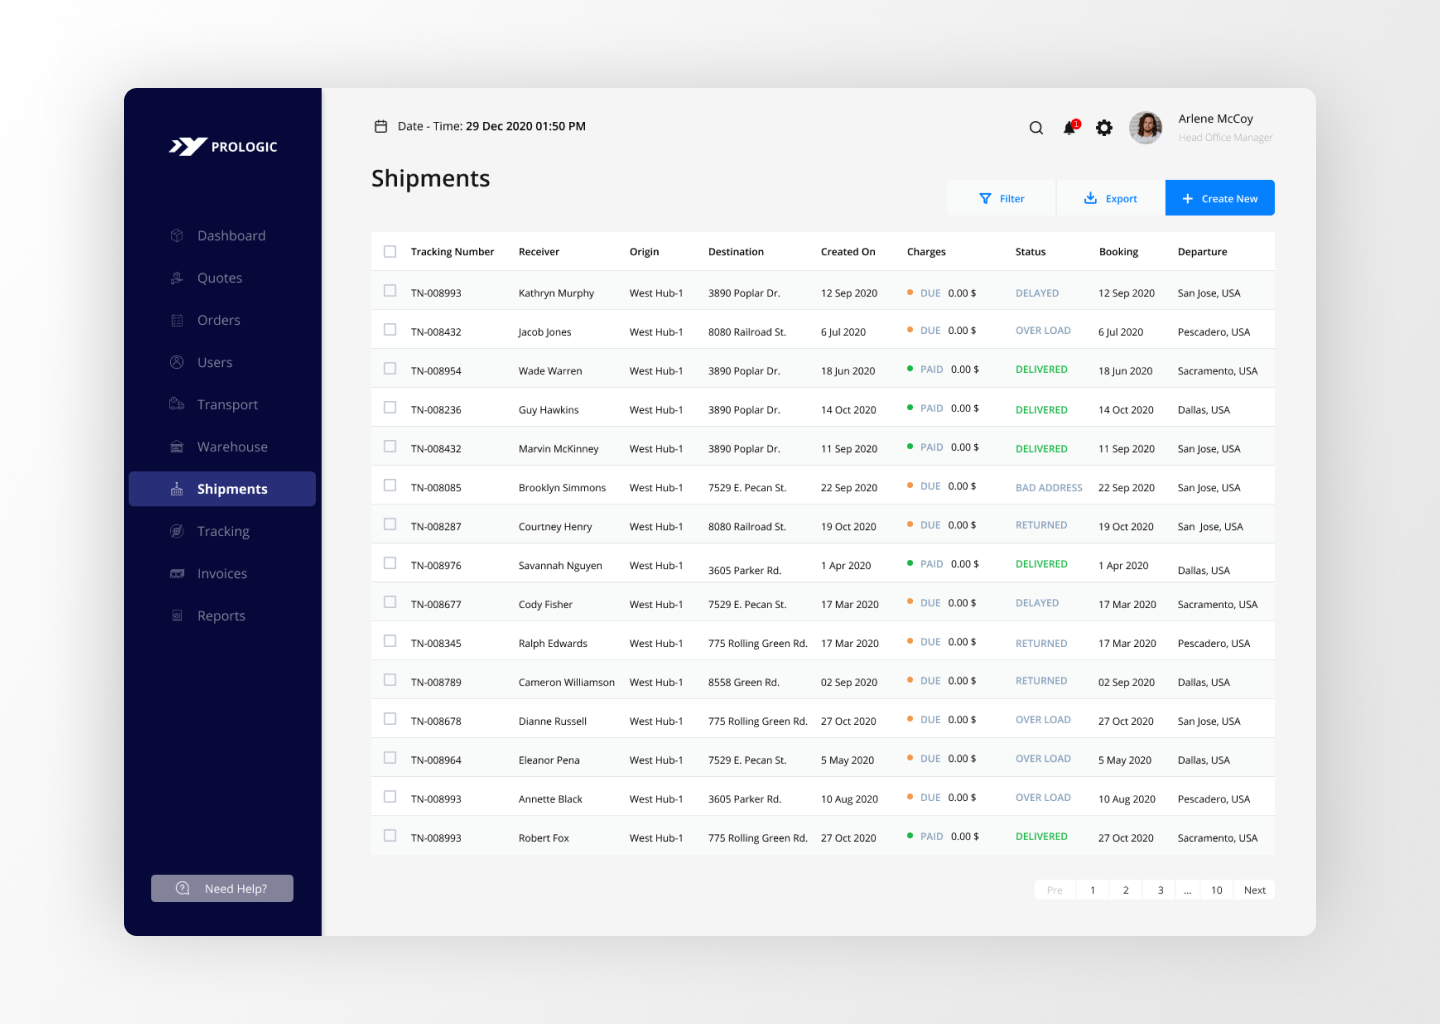 PROLOGIC
Dashboard
Quotes
Orders
Users
Transport
Warehouse
Shipments
Tracking
Invoices
Reports
Need Help?
Date - Time: 29 Dec 2020 01:50 PM
1
Arlene McCoy
Head Office Manager
Shipments
Filter Export Create New
Tracking Number Receiver Origin Destination Created On Charges Status Booking Departure
TN-008993 Kathryn Murphy West Hub-1 3890 Poplar Dr. 12 Sep 2020 DUE 0.00 $ DELAYED 12 Sep 2020 San Jose, USA
TN-008432 Jacob Jones West Hub-1 8080 Railroad St. 6 Jul 2020 DUE 0.00 $ OVER LOAD 6 Jul 2020 Pescadero, USA
TN-008954 Wade Warren West Hub-1 3890 Poplar Dr. 18 Jun 2020 PAID 0.00 $ DELIVERED 18 Jun 2020 Sacramento, USA
TN-008236 Guy Hawkins West Hub-1 3890 Poplar Dr. 14 Oct 2020 PAID 0.00 $ DELIVERED 14 Oct 2020 Dallas, USA
TN-008432 Marvin McKinney West Hub-1 3890 Poplar Dr. 11 Sep 2020 PAID 0.00 $ DELIVERED 11 Sep 2020 San Jose, USA
TN-008085 Brooklyn Simmons West Hub-1 7529 E. Pecan St. 22 Sep 2020 DUE 0.00 $ BAD ADDRESS 22 Sep 2020 San Jose, USA
TN-008287 Courtney Henry West Hub-1 8080 Railroad St. 19 Oct 2020 DUE 0.00 $ RETURNED 19 Oct 2020 San Jose, USA
TN-008976 Savannah Nguyen West Hub-1 3605 Parker Rd. 1 Apr 2020 PAID 0.00 $ DELIVERED 1 Apr 2020 Dallas, USA
TN-008677 Cody Fisher West Hub-1 7529 E. Pecan St. 17 Mar 2020 DUE 0.00 $ DELAYED 17 Mar 2020 Sacramento, USA
TN-008345 Ralph Edwards West Hub-1 775 Rolling Green Rd. 17 Mar 2020 DUE 0.00 $ RETURNED 17 Mar 2020 Pescadero, USA
TN-008789 Cameron Williamson West Hub-1 8558 Green Rd. 02 Sep 2020 DUE 0.00 $ RETURNED 02 Sep 2020 Dallas, USA
TN-008678 Dianne Russell West Hub-1 775 Rolling Green Rd. 27 Oct 2020 DUE 0.00 $ OVER LOAD 27 Oct 2020 San Jose, USA
TN-008964 Eleanor Pena West Hub-1 7529 E. Pecan St. 5 May 2020 DUE 0.00 $ OVER LOAD 5 May 2020 Dallas, USA
TN-008993 Annette Black West Hub-1 3605 Parker Rd. 10 Aug 2020 DUE 0.00 $ OVER LOAD 10 Aug 2020 Pescadero, USA
TN-008993 Robert Fox West Hub-1 775 Rolling Green Rd. 27 Oct 2020 PAID 0.00 $ DELIVERED 27 Oct 2020 Sacramento, USA
Pre 1 2 3 ... 10 Next